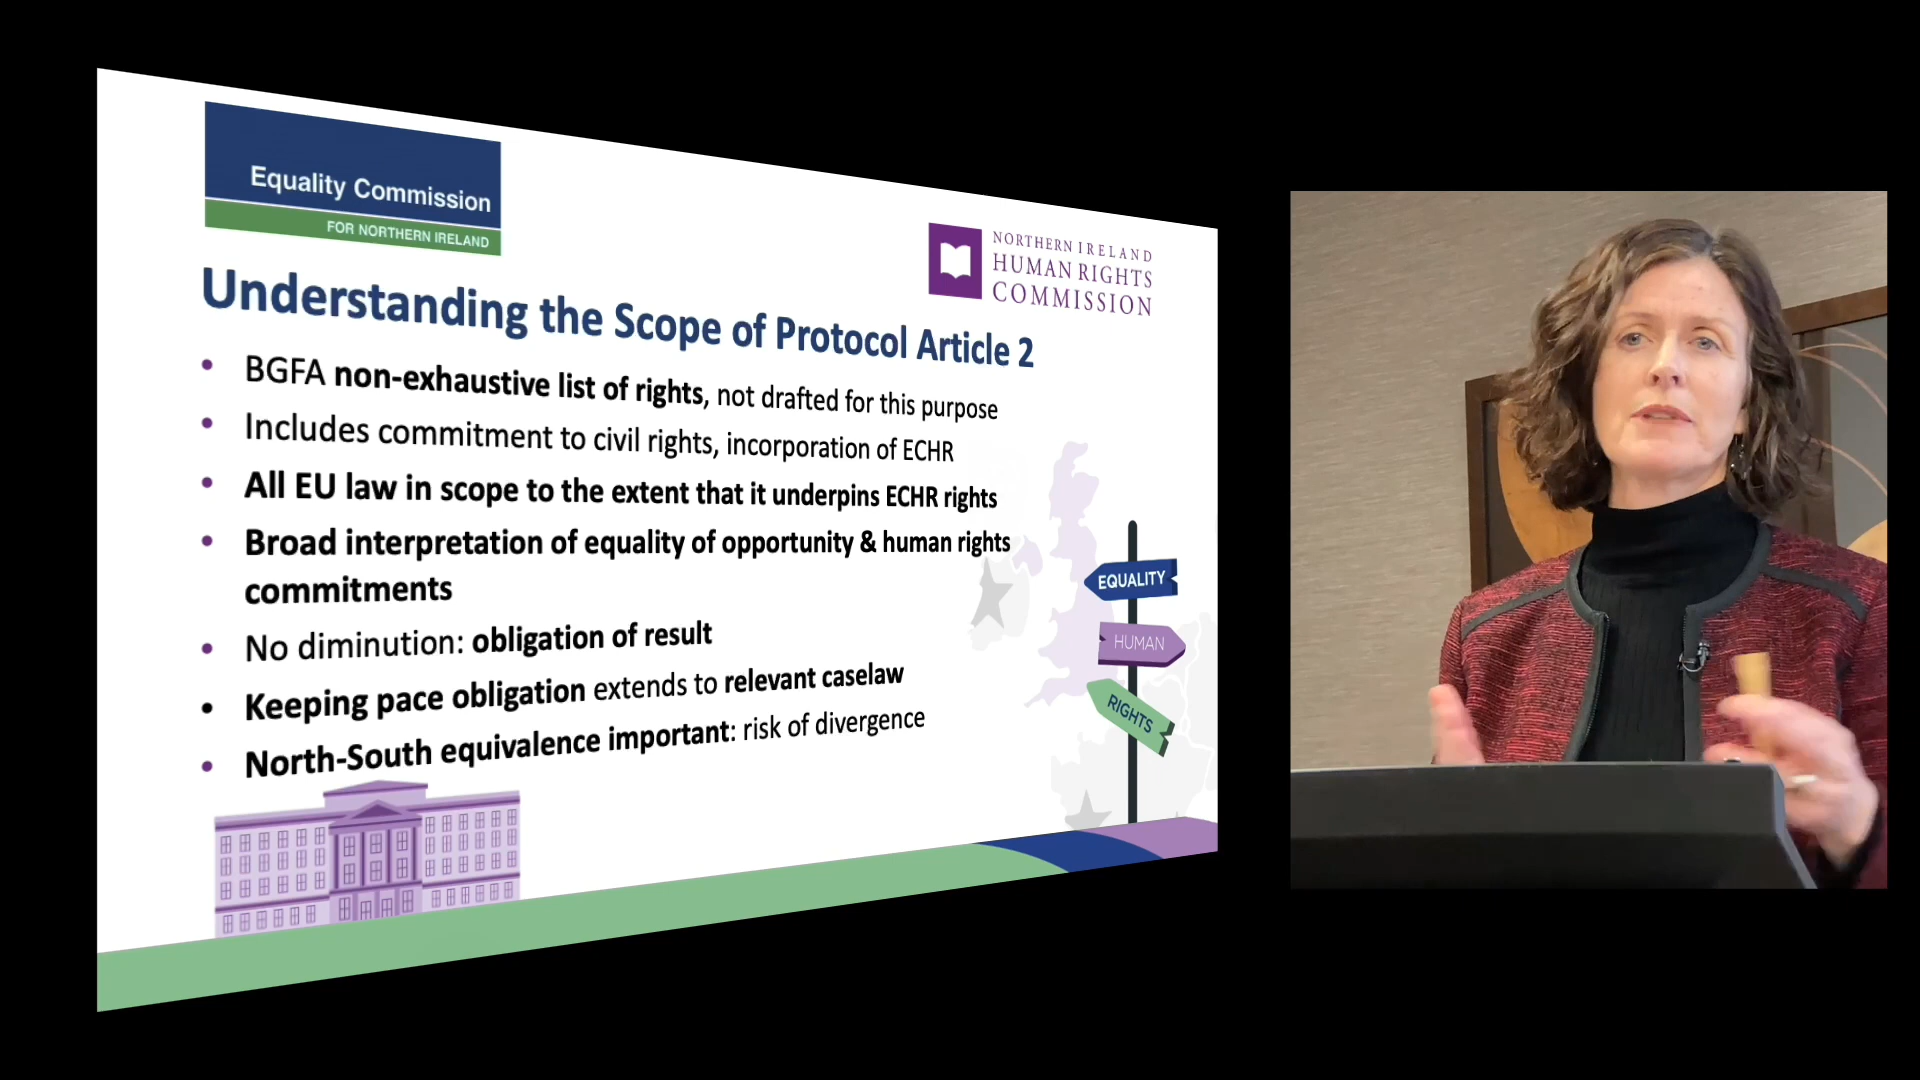 Equality Commission
FOR NORTHERN IRELAND
NORTHERN IRELAND
HUMAN RIGHTS
COMMISSION
Understanding the Scope of Protocol Article 2
• BGFA non-exhaustive list of rights, not drafted for this purpose
• Includes commitment to civil rights, incorporation of ECHR
• All EU law in scope to the extent that it underpins ECHR rights
• Broad interpretation of equality of opportunity & human rights
commitments
• No diminution: obligation of result
• Keeping pace obligation extends to relevant caselaw
• North-South equivalence important: risk of divergence
EQUALITY
HUMAN
RIGHTS